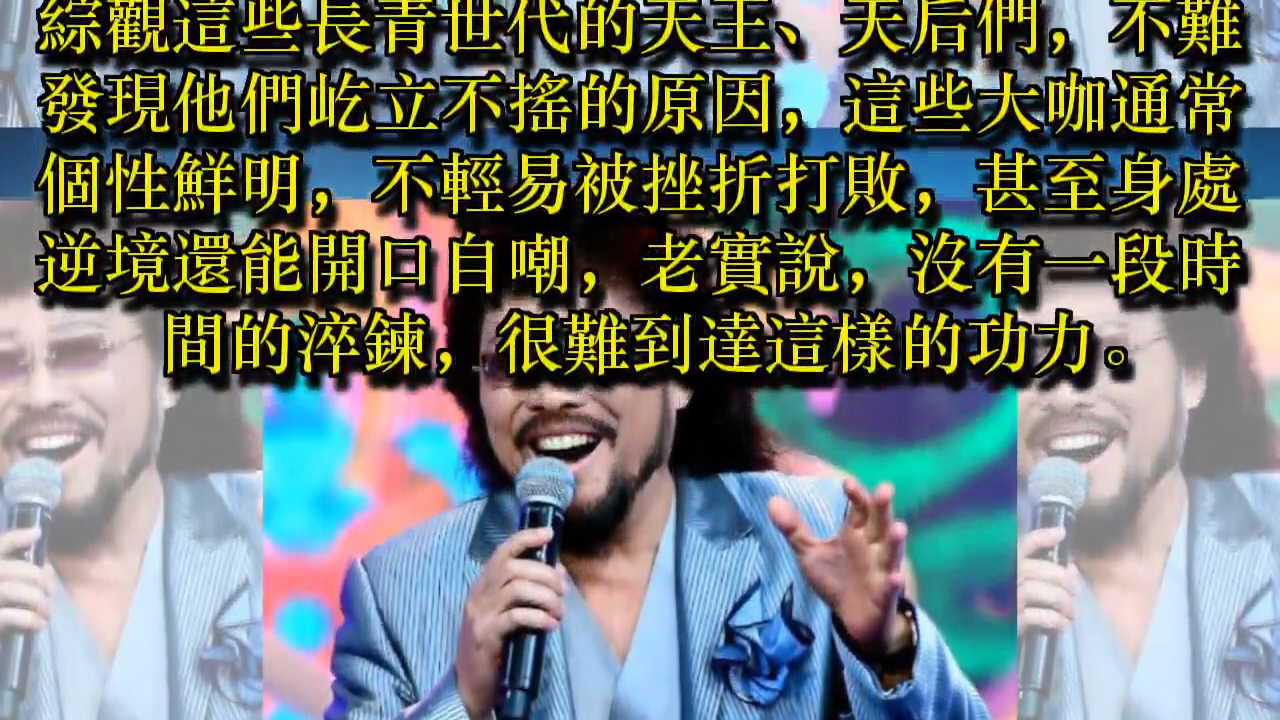 綜觀這些長青世代的天王、天后們，不難
發現他們屹立不搖的原因，這些大咖通常
個性鮮明，不輕易被挫折打敗，甚至身處
逆境還能開口自嘲，老實說，沒有一段時
間的淬鍊，很難到達這樣的功力。